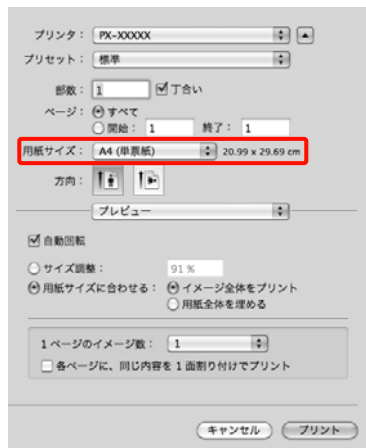 プリンタ： PX-XXXXX
プリセット： 標準
部数： 1 丁合い
ページ： すべて
開始： 1 終了： 1
用紙サイズ： A4 (単票紙) 20.99 x 29.69 cm
方向：
プレビュー
自動回転
サイズ調整： 91 %
用紙サイズに合わせる： イメージ全体をプリント
用紙全体を埋める
1 ページのイメージ数： 1
各ページに、同じ内容を 1 面割り付けでプリント
キャンセル プリント